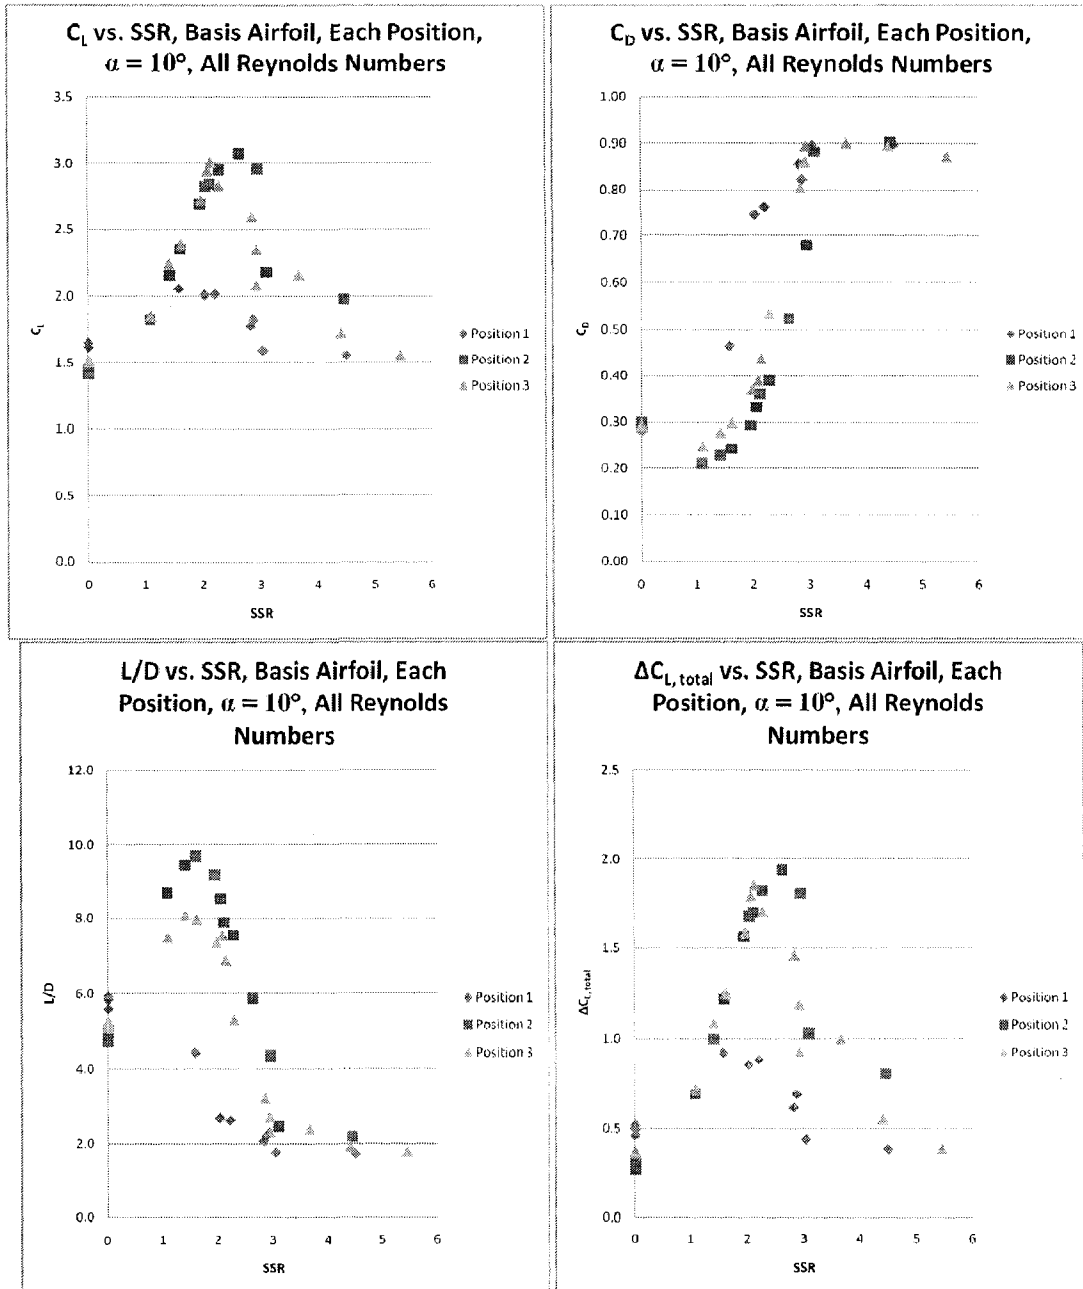 C_L vs. SSR, Basis Airfoil, Each Position,
α = 10°, All Reynolds Numbers
3.5
3.0
2.5
2.0
1.5
1.0
0.5
0.0
C_L
0 1 2 3 4 5 6
SSR
Position 1
Position 2
Position 3
C_D vs. SSR, Basis Airfoil, Each Position,
α = 10°, All Reynolds Numbers
1.00
0.90
0.80
0.70
0.60
0.50
0.40
0.30
0.20
0.10
0.00
C_D
0 1 2 3 4 5 6
SSR
Position 1
Position 2
Position 3
L/D vs. SSR, Basis Airfoil, Each
Position, α = 10°, All Reynolds
Numbers
12.0
10.0
8.0
6.0
4.0
2.0
0.0
L/D
0 1 2 3 4 5 6
SSR
Position 1
Position 2
Position 3
ΔC_L, total vs. SSR, Basis Airfoil, Each
Position, α = 10°, All Reynolds
Numbers
2.5
2.0
1.5
1.0
0.5
0.0
ΔC_L,total
0 1 2 3 4 5 6
SSR
Position 1
Position 2
Position 3